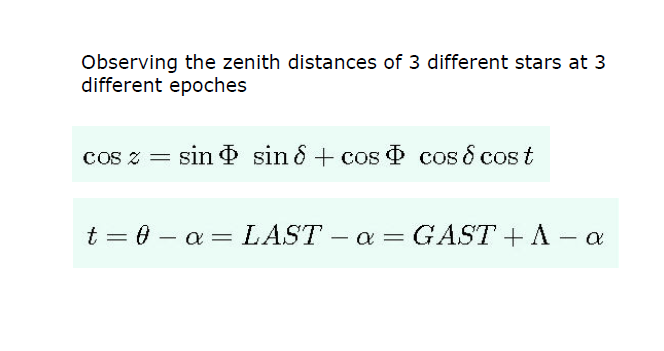 Observing the zenith distances of 3 different stars at 3
different epoches
cos z = sin Φ sin δ + cos Φ cos δ cos t
t = θ − α = LAST − α = GAST + Λ − α